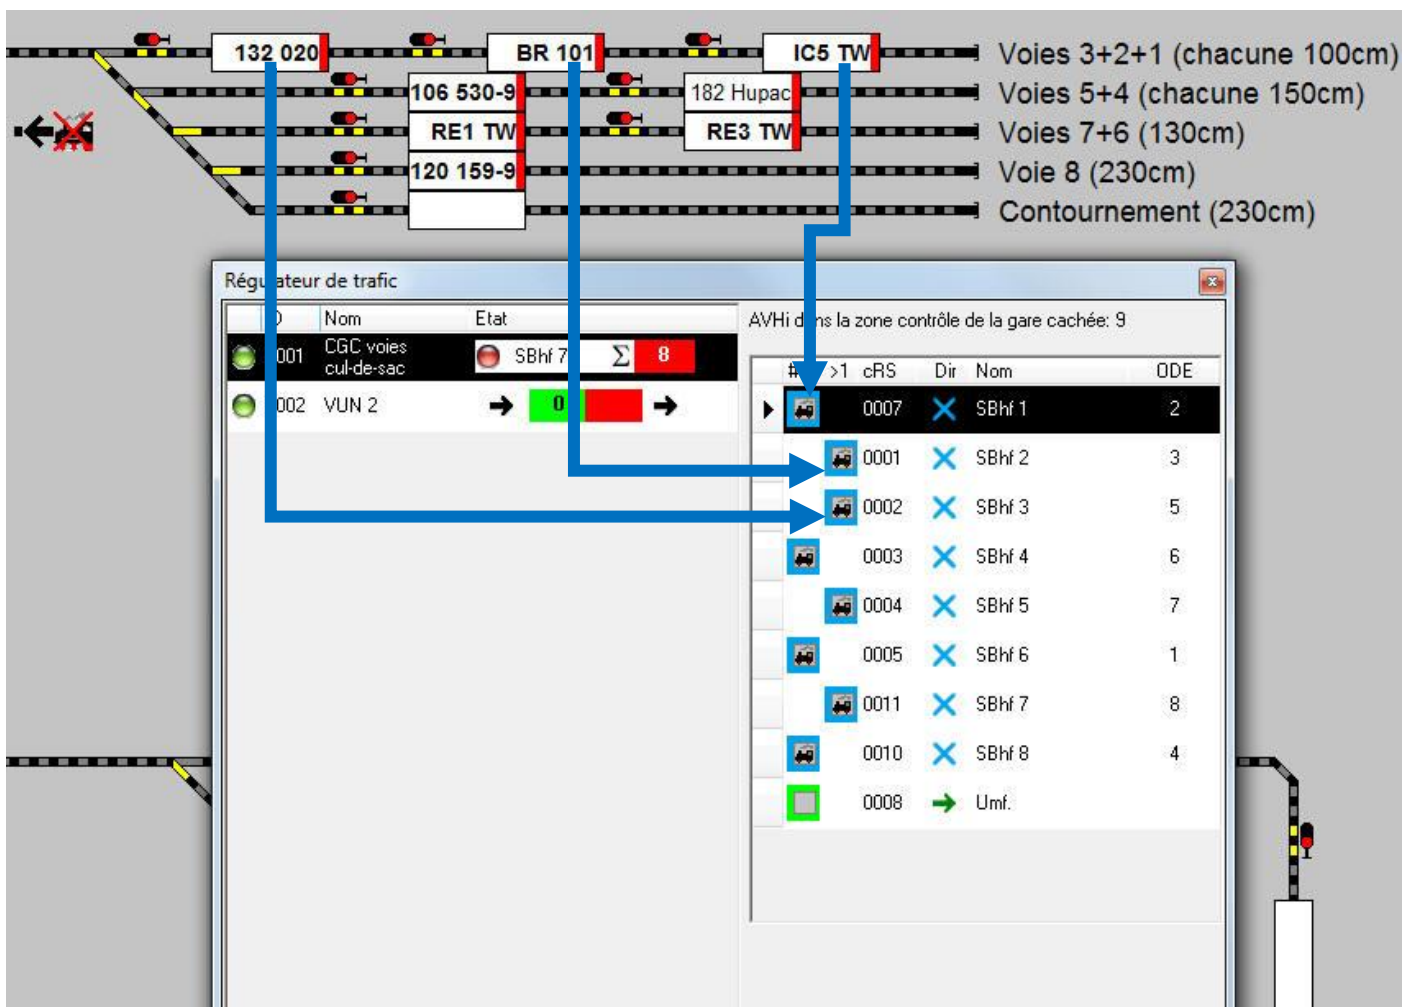 132 020 BR 101 IC5 TW Voies 3+2+1 (chacune 100cm)
106 530-9 182 Hupac Voies 5+4 (chacune 150cm)
RE1 TW RE3 TW Voies 7+6 (130cm)
120 159-9 Voie 8 (230cm)
Contournement (230cm)
Régulateur de trafic
Nom Etat
001 CGC voies cul-de-sac SBhf 7 Σ 8
002 VUN 2 0
AVHi dans la zone contrôle de la gare cachée: 9
# >1 cRS Dir Nom ODE
0007 SBhf 1 2
0001 SBhf 2 3
0002 SBhf 3 5
0003 SBhf 4 6
0004 SBhf 5 7
0005 SBhf 6 1
0011 SBhf 7 8
0010 SBhf 8 4
0008 Umf.